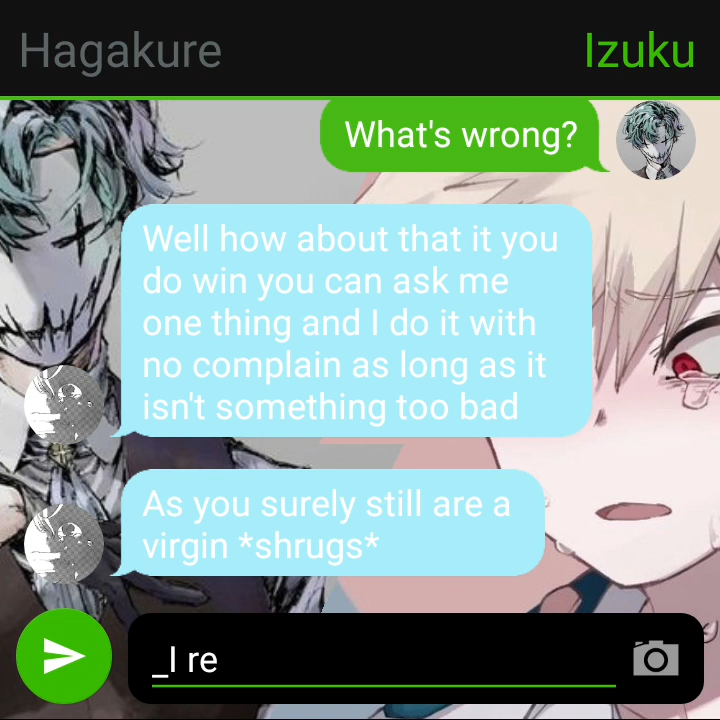 Hagakure Izuku
What's wrong?
Well how about that it you
do win you can ask me
one thing and I do it with
no complain as long as it
isn't something too bad
As you surely still are a
virgin *shrugs*
_I re